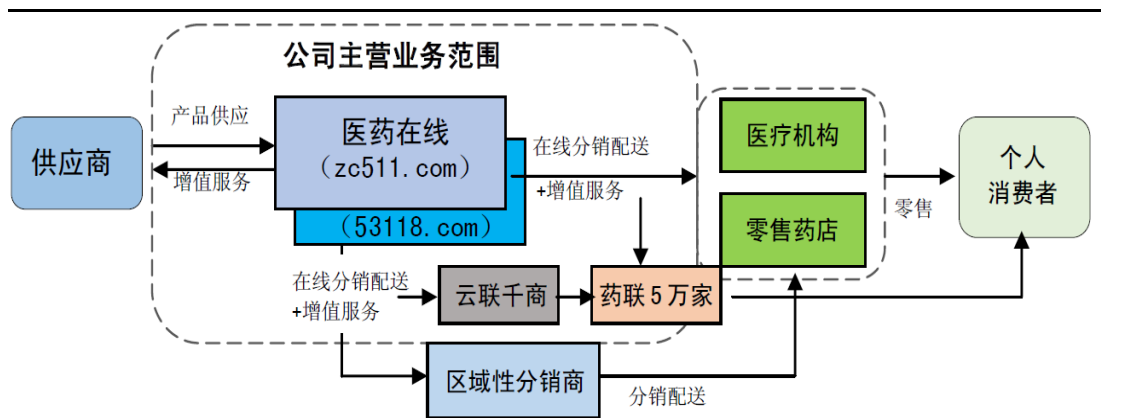 公司主营业务范围
产品供应
供应商
增值服务
医药在线
（zc511.com）
（53118.com）
在线分销配送
+增值服务
医疗机构
零售药店
零售
个人
消费者
在线分销配送
+增值服务
云联千商
药联5万家
区域性分销商
分销配送